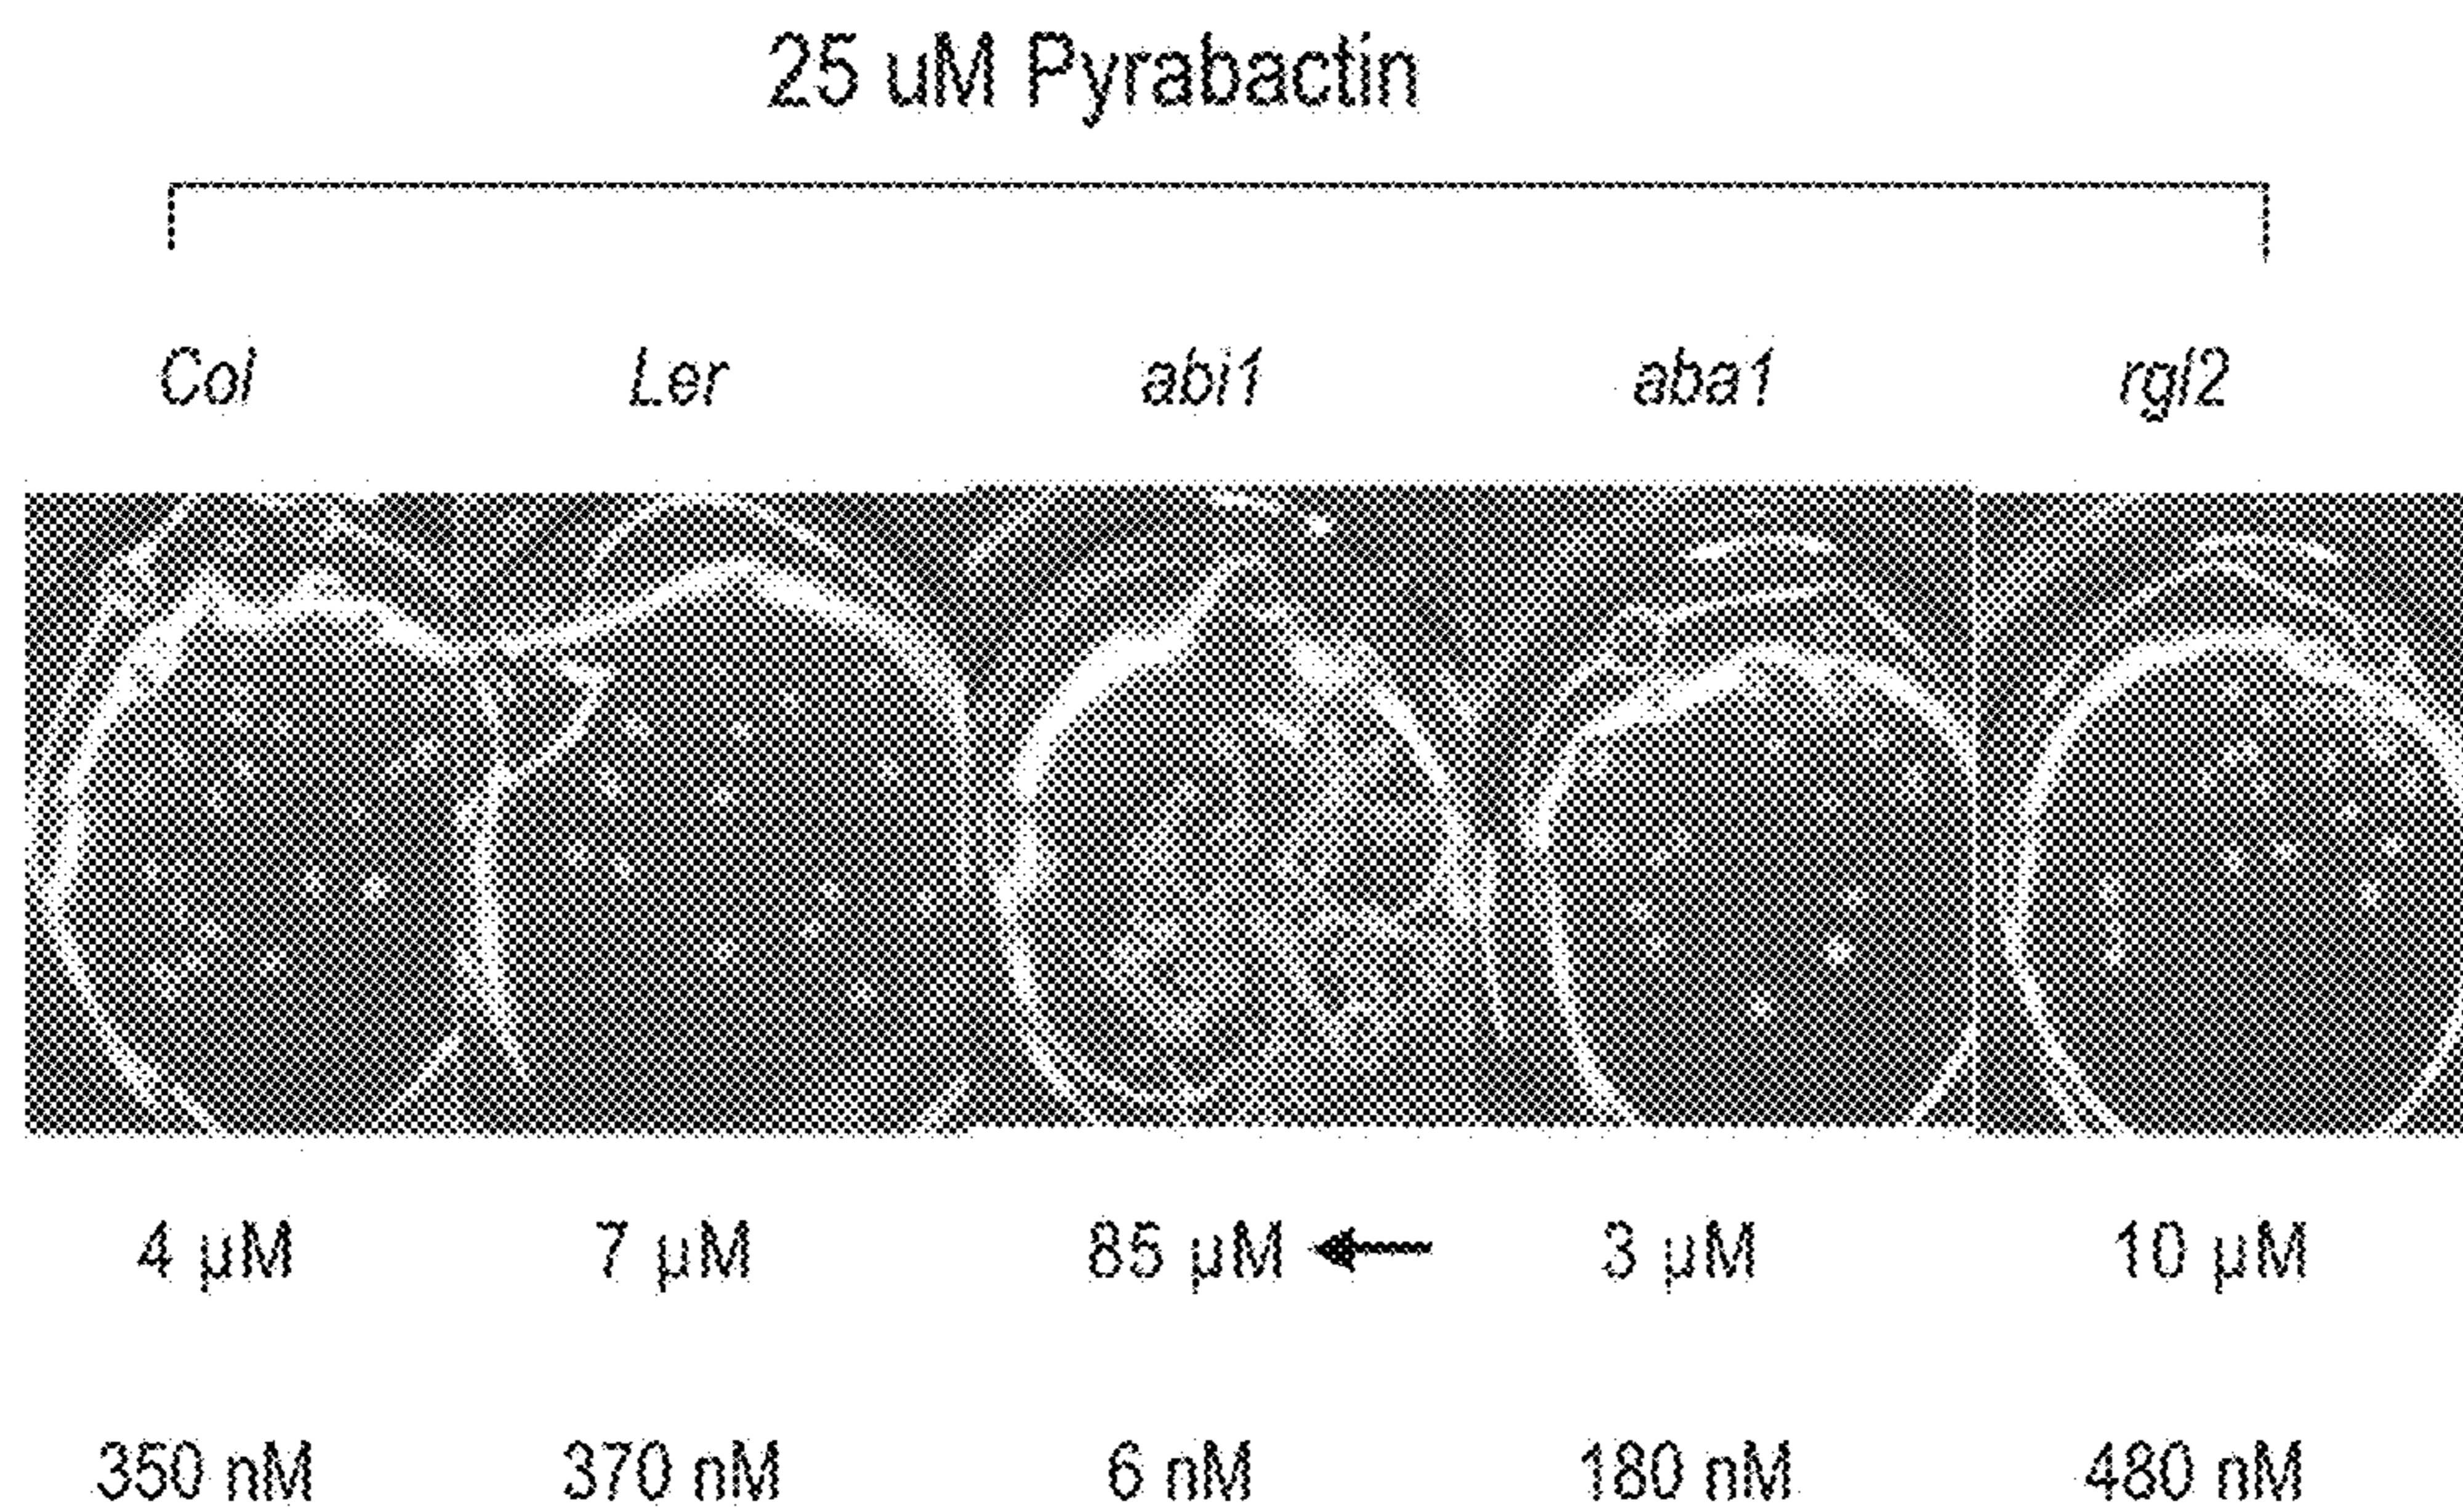 25 uM Pyrabactin
Col Ler abi1 aba1 rgl2
4 µM 7 µM 85 µM 3 µM 10 µM
350 nM 370 nM 6 nM 180 nM 480 nM